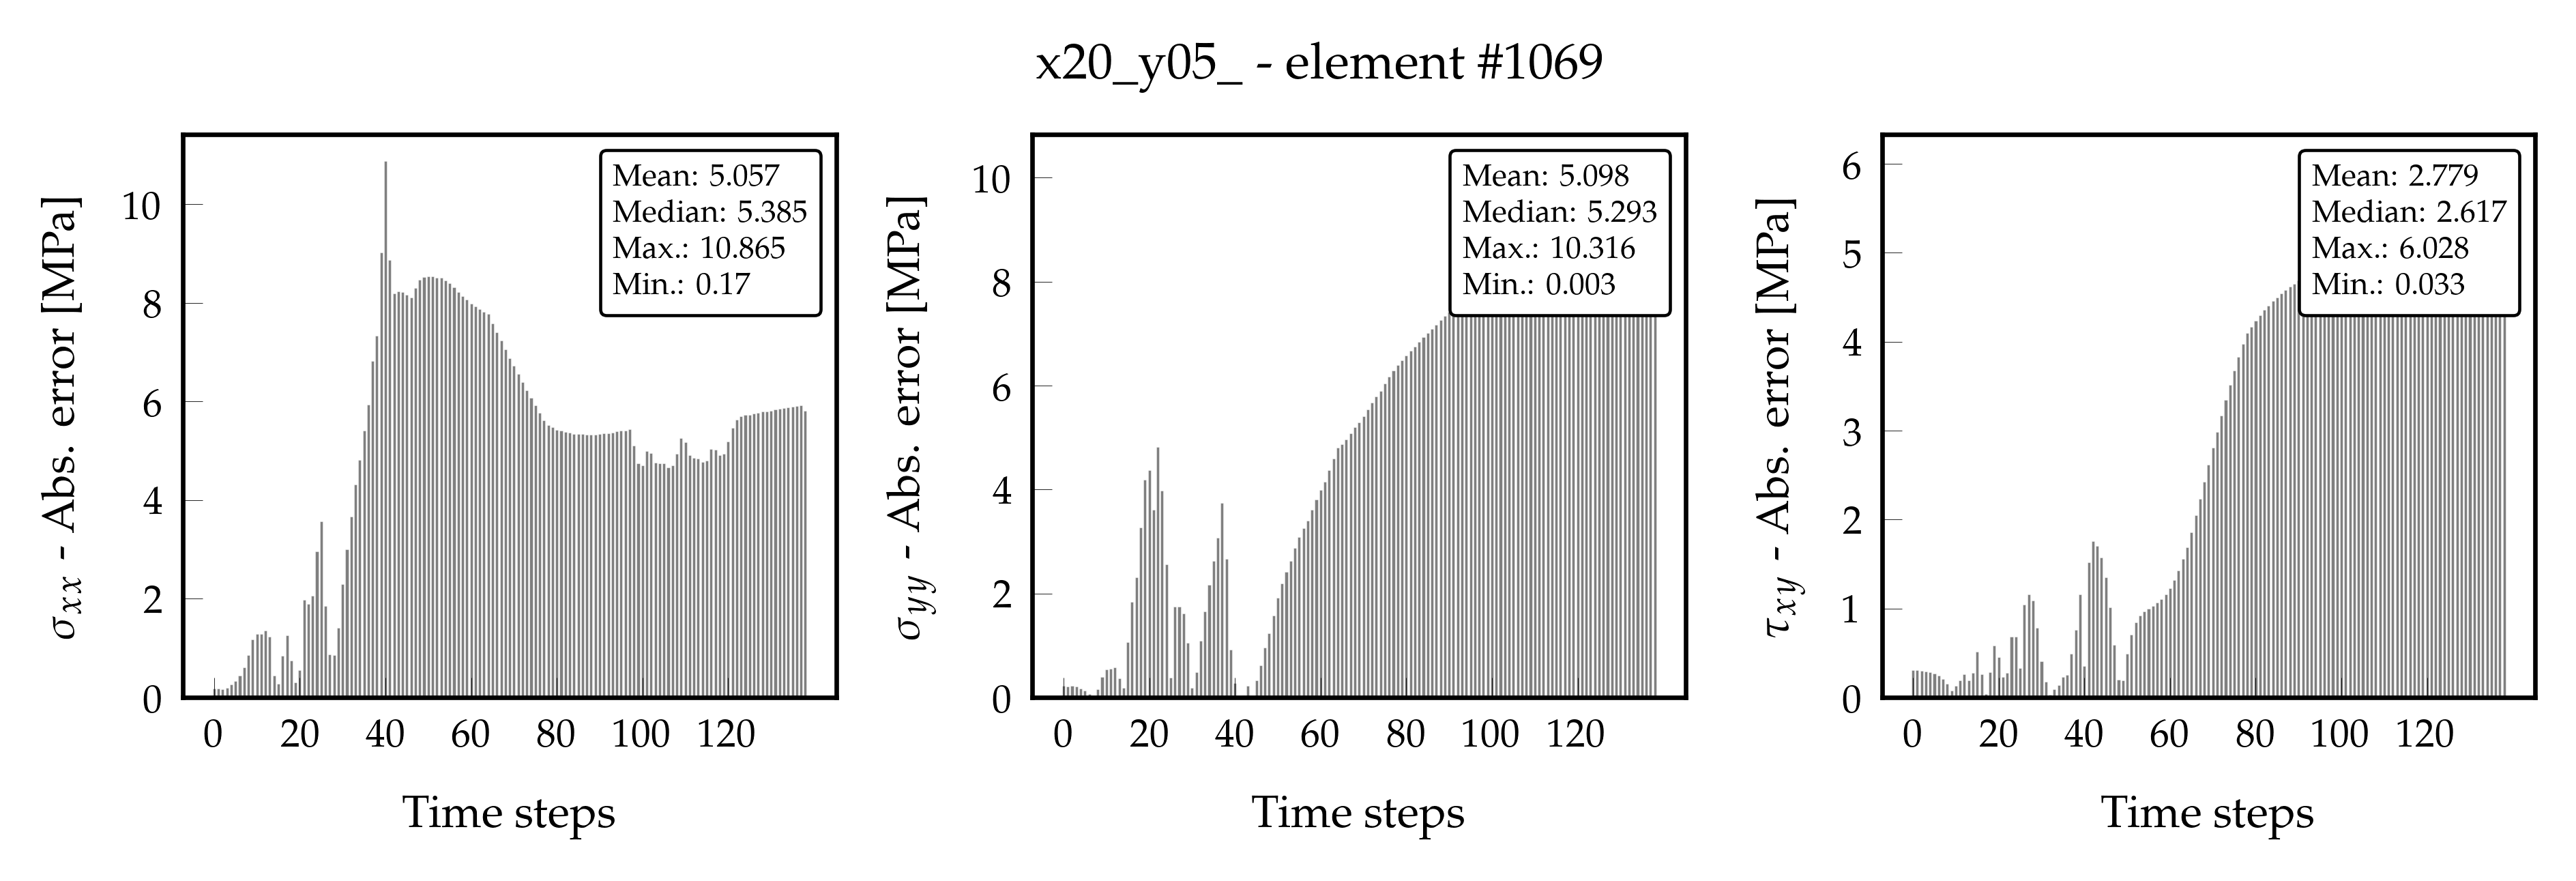 x20_y05_ - element #1069
σxx - Abs. error [MPa]
10
8
6
4
2
0
Mean: 5.057
Median: 5.385
Max.: 10.865
Min.: 0.17
0 20 40 60 80 100 120
Time steps
σyy - Abs. error [MPa]
10
8
6
4
2
0
Mean: 5.098
Median: 5.293
Max.: 10.316
Min.: 0.003
0 20 40 60 80 100 120
Time steps
τxy - Abs. error [MPa]
6
5
4
3
2
1
0
Mean: 2.779
Median: 2.617
Max.: 6.028
Min.: 0.033
0 20 40 60 80 100 120
Time steps